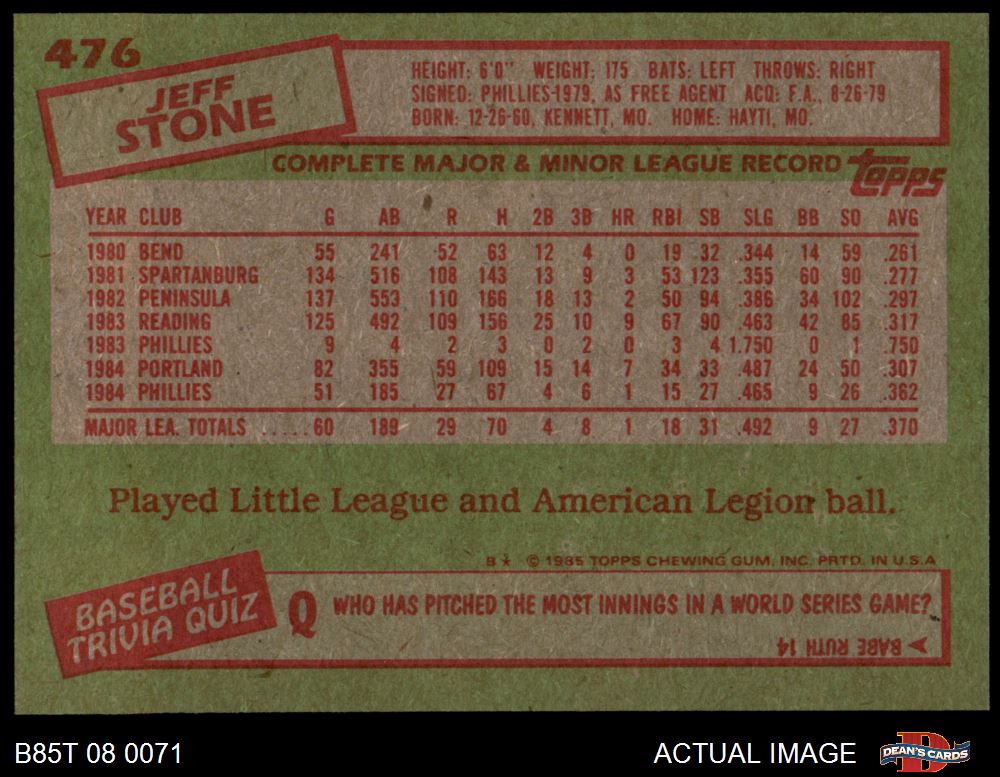 476
JEFF
STONE
HEIGHT: 6'0" WEIGHT: 175 BATS: LEFT THROWS: RIGHT
SIGNED: PHILLIES-1979, AS FREE AGENT ACQ: F.A., 8-26-79
BORN: 12-26-60, KENNETT, MO. HOME: HAYTI, MO.
COMPLETE MAJOR & MINOR LEAGUE RECORD topps
YEAR CLUB G AB R H 2B 3B HR RBI SB SLG BB SO AVG
1980 BEND 55 241 52 63 12 4 0 19 32 .344 14 59 .261
1981 SPARTANBURG 134 516 108 143 13 9 3 53 123 .355 60 90 .277
1982 PENINSULA 137 553 110 166 18 13 2 50 94 .386 34 102 .297
1983 READING 125 492 109 156 25 10 9 67 90 .463 42 85 .317
1983 PHILLIES 9 4 2 3 0 2 0 3 4 1.750 0 1 .750
1984 PORTLAND 82 355 59 109 15 14 7 34 33 .487 24 50 .307
1984 PHILLIES 51 185 27 67 4 6 1 15 27 .465 9 26 .362
MAJOR LEA. TOTALS .....60 189 29 70 4 8 1 18 31 .492 9 27 .370
Played Little League and American Legion ball.
B* © 1985 TOPPS CHEWING GUM, INC. PRTD. IN U.S.A
BASEBALL
TRIVIA QUIZ
Q WHO HAS PITCHED THE MOST INNINGS IN A WORLD SERIES GAME?
BABE RUTH 14
B85T 08 0071
ACTUAL IMAGE
D
DEAN'S CARDS